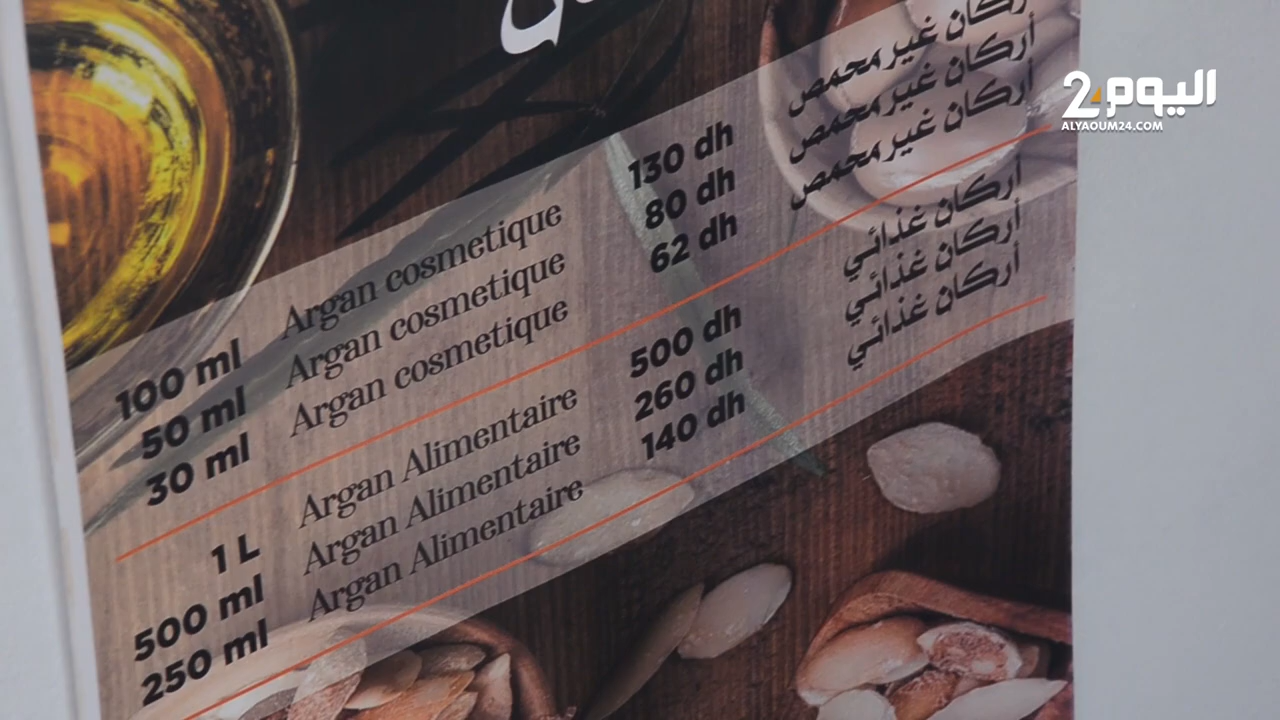 اليوم 24
ALYAOUM24.COM
100 ml Argan cosmetique 130 dh أركان غير محمص
50 ml Argan cosmetique 80 dh أركان غير محمص
30 ml Argan cosmetique 62 dh أركان غير محمص
1 L Argan Alimentaire 500 dh أركان غذائي
500 ml Argan Alimentaire 260 dh أركان غذائي
250 ml Argan Alimentaire 140 dh أركان غذائي